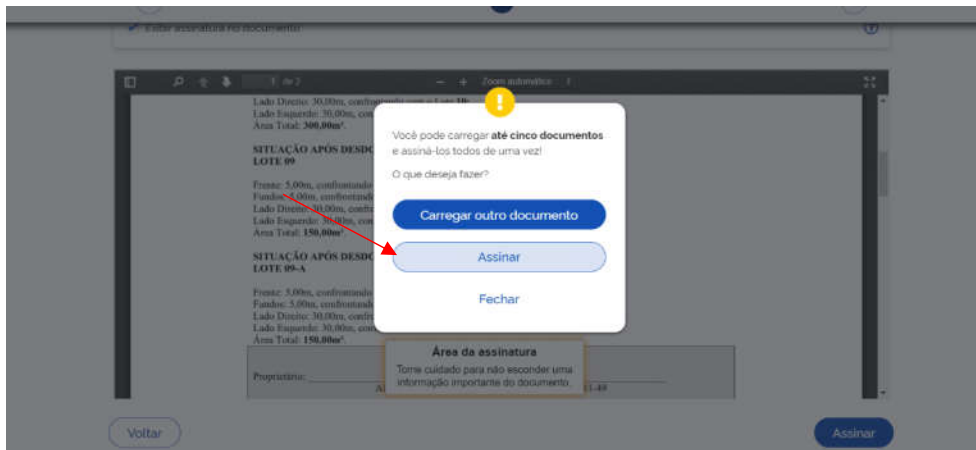 Exibir assinatura no documento
1 de 2
Zoom automático
Lado Direito: 30,00m, confrontando com o Lote 10;
Lado Esquerdo: 30,00m, con
Área Total: 300,00m².
SITUAÇÃO APÓS DESDO
LOTE 09
Frente: 5,00m, confrontando
Fundos: 5,00m, confrontando
Lado Direito: 30,00m, confro
Lado Esquerdo: 30,00m, con
Área Total: 150,00m².
SITUAÇÃO APÓS DESDO
LOTE 09-A
Frente: 5,00m, confrontando
Fundos: 5,00m, confrontando
Lado Direito: 30,00m, confro
Lado Esquerdo: 30,00m, con
Área Total: 150,00m².
Proprietário:
Você pode carregar até cinco documentos
e assiná-los todos de uma vez!
O que deseja fazer?
Carregar outro documento
Assinar
Fechar
Área da assinatura
Tome cuidado para não esconder uma
informação importante do documento.
Voltar
Assinar